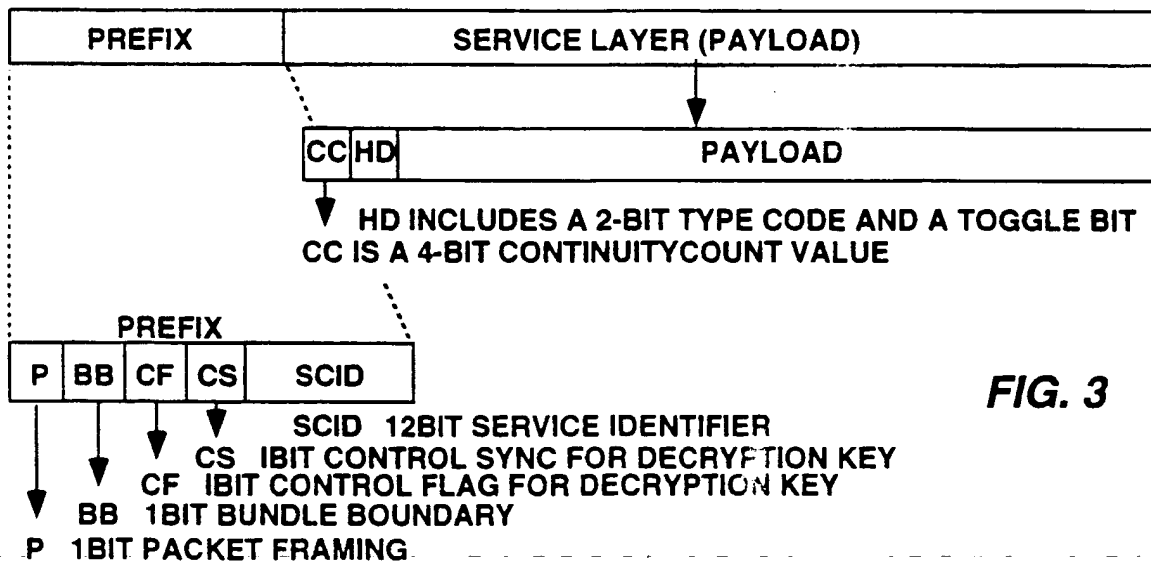 PREFIX SERVICE LAYER (PAYLOAD)
CC HD PAYLOAD
HD INCLUDES A 2-BIT TYPE CODE AND A TOGGLE BIT
CC IS A 4-BIT CONTINUITYCOUNT VALUE
PREFIX
P BB CF CS SCID
FIG. 3
SCID 12BIT SERVICE IDENTIFIER
CS IBIT CONTROL SYNC FOR DECRYPTION KEY
CF IBIT CONTROL FLAG FOR DECRYPTION KEY
BB 1BIT BUNDLE BOUNDARY
P 1BIT PACKET FRAMING